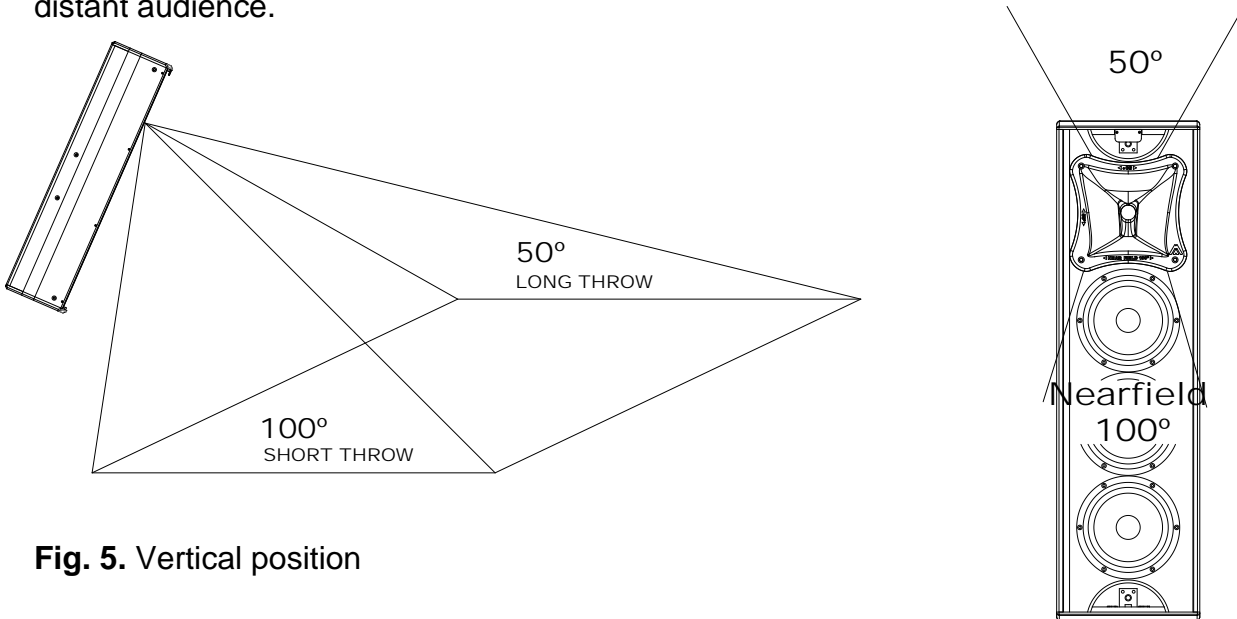 distant audience.
50º
50º
LONG THROW
100º
SHORT THROW
Nearfield
100º
Fig. 5. Vertical position